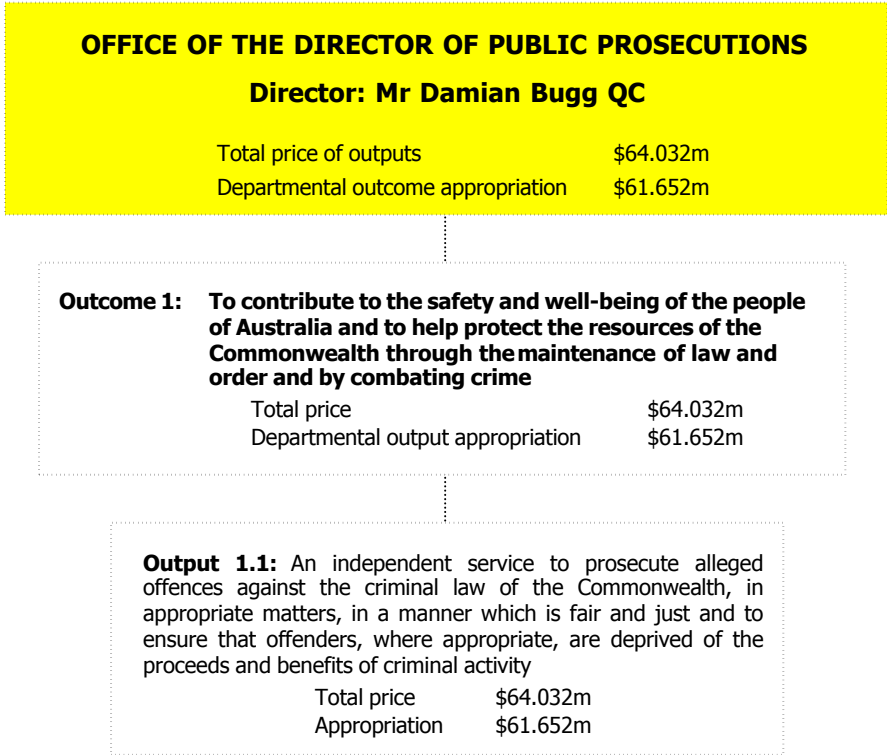 OFFICE OF THE DIRECTOR OF PUBLIC PROSECUTIONS
Director: Mr Damian Bugg QC
Total price of outputs $64.032m
Departmental outcome appropriation $61.652m
Outcome 1: To contribute to the safety and well-being of the people
of Australia and to help protect the resources of the
Commonwealth through the maintenance of law and
order and by combating crime
Total price $64.032m
Departmental output appropriation $61.652m
Output 1.1: An independent service to prosecute alleged
offences against the criminal law of the Commonwealth, in
appropriate matters, in a manner which is fair and just and to
ensure that offenders, where appropriate, are deprived of the
proceeds and benefits of criminal activity
Total price $64.032m
Appropriation $61.652m